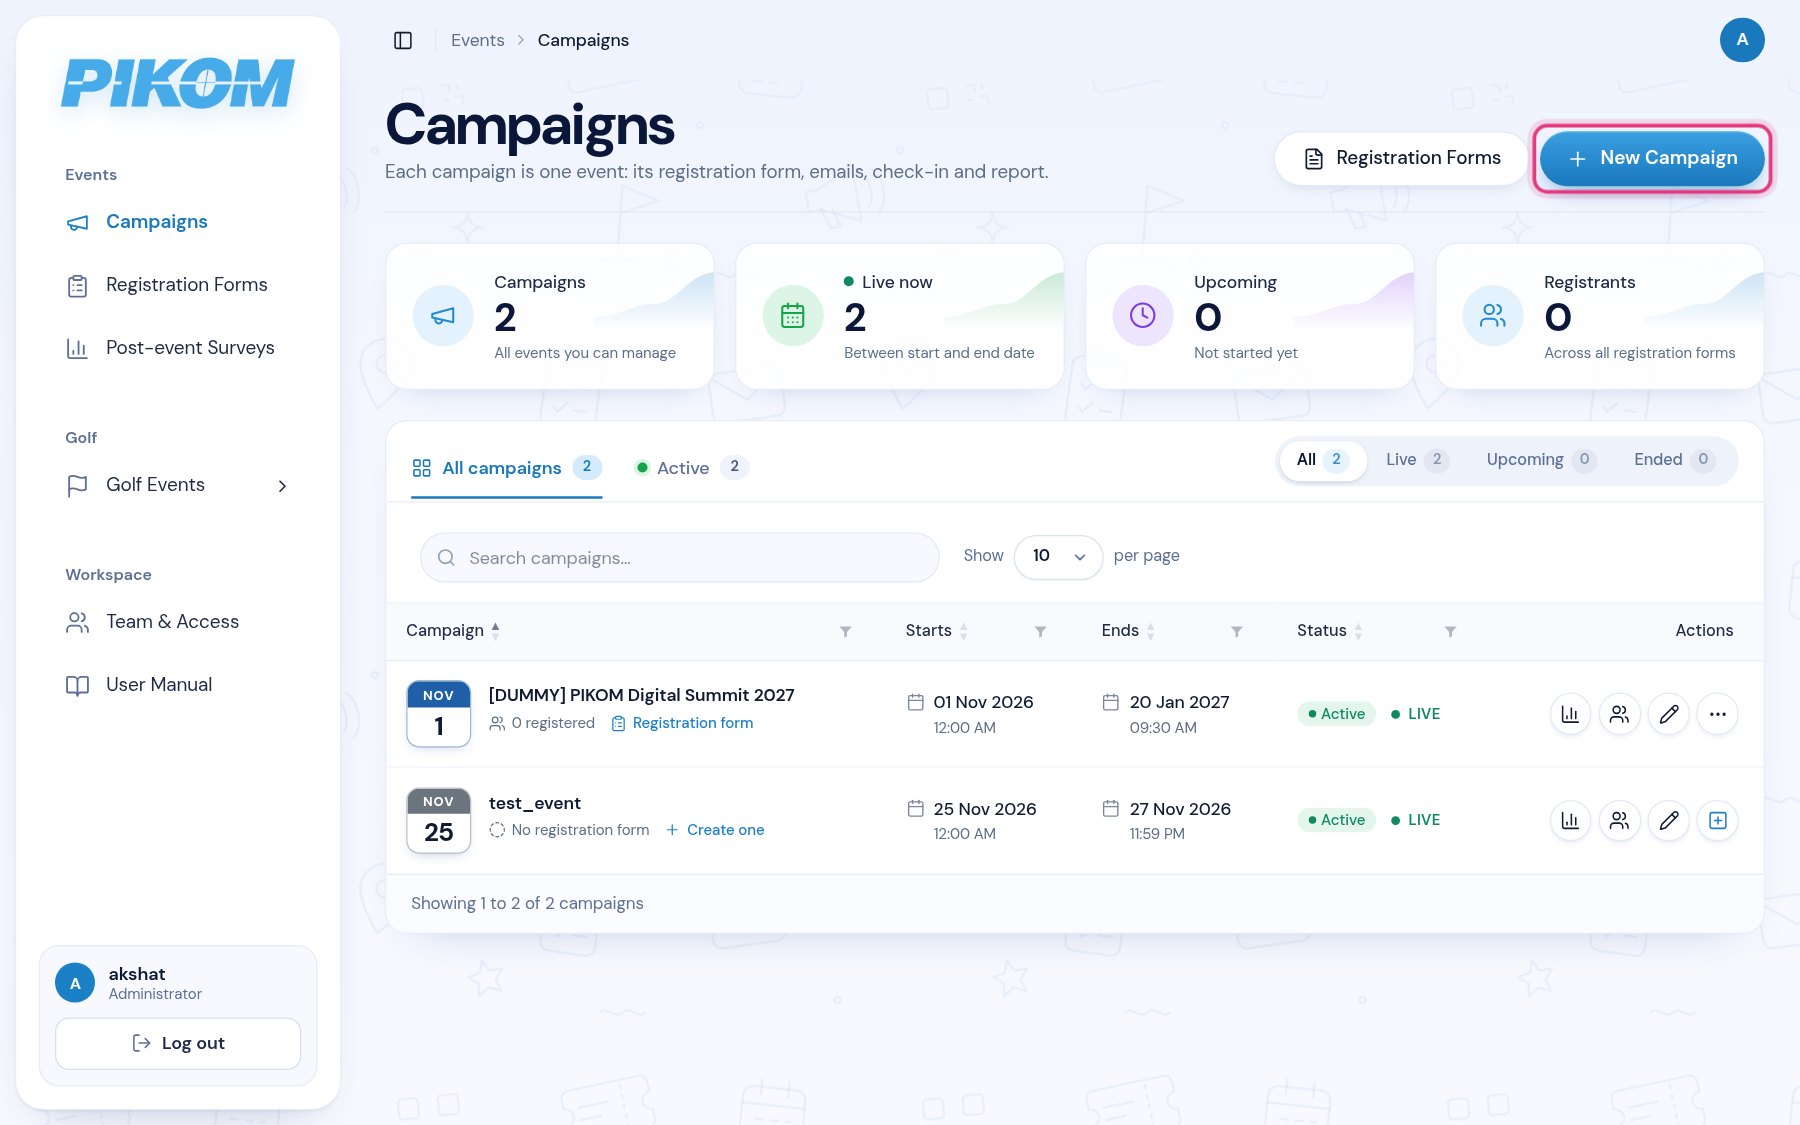 PIKOM
Events
Campaigns
Registration Forms
Post-event Surveys
Golf
Golf Events
Workspace
Team & Access
User Manual
A
akshat
Administrator
Log out
Events > Campaigns
A
Campaigns
Each campaign is one event: its registration form, emails, check-in and report.
Registration Forms
+ New Campaign
Campaigns
2
All events you can manage
Live now
2
Between start and end date
Upcoming
0
Not started yet
Registrants
0
Across all registration forms
All campaigns 2
Active 2
All 2
Live 2
Upcoming 0
Ended 0
Search campaigns...
Show 10 per page
Campaign Starts Ends Status Actions
NOV
1
[DUMMY] PIKOM Digital Summit 2027
0 registered Registration form
01 Nov 2026
12:00 AM
20 Jan 2027
09:30 AM
Active LIVE
NOV
25
test_event
No registration form + Create one
25 Nov 2026
12:00 AM
27 Nov 2026
11:59 PM
Active LIVE
Showing 1 to 2 of 2 campaigns